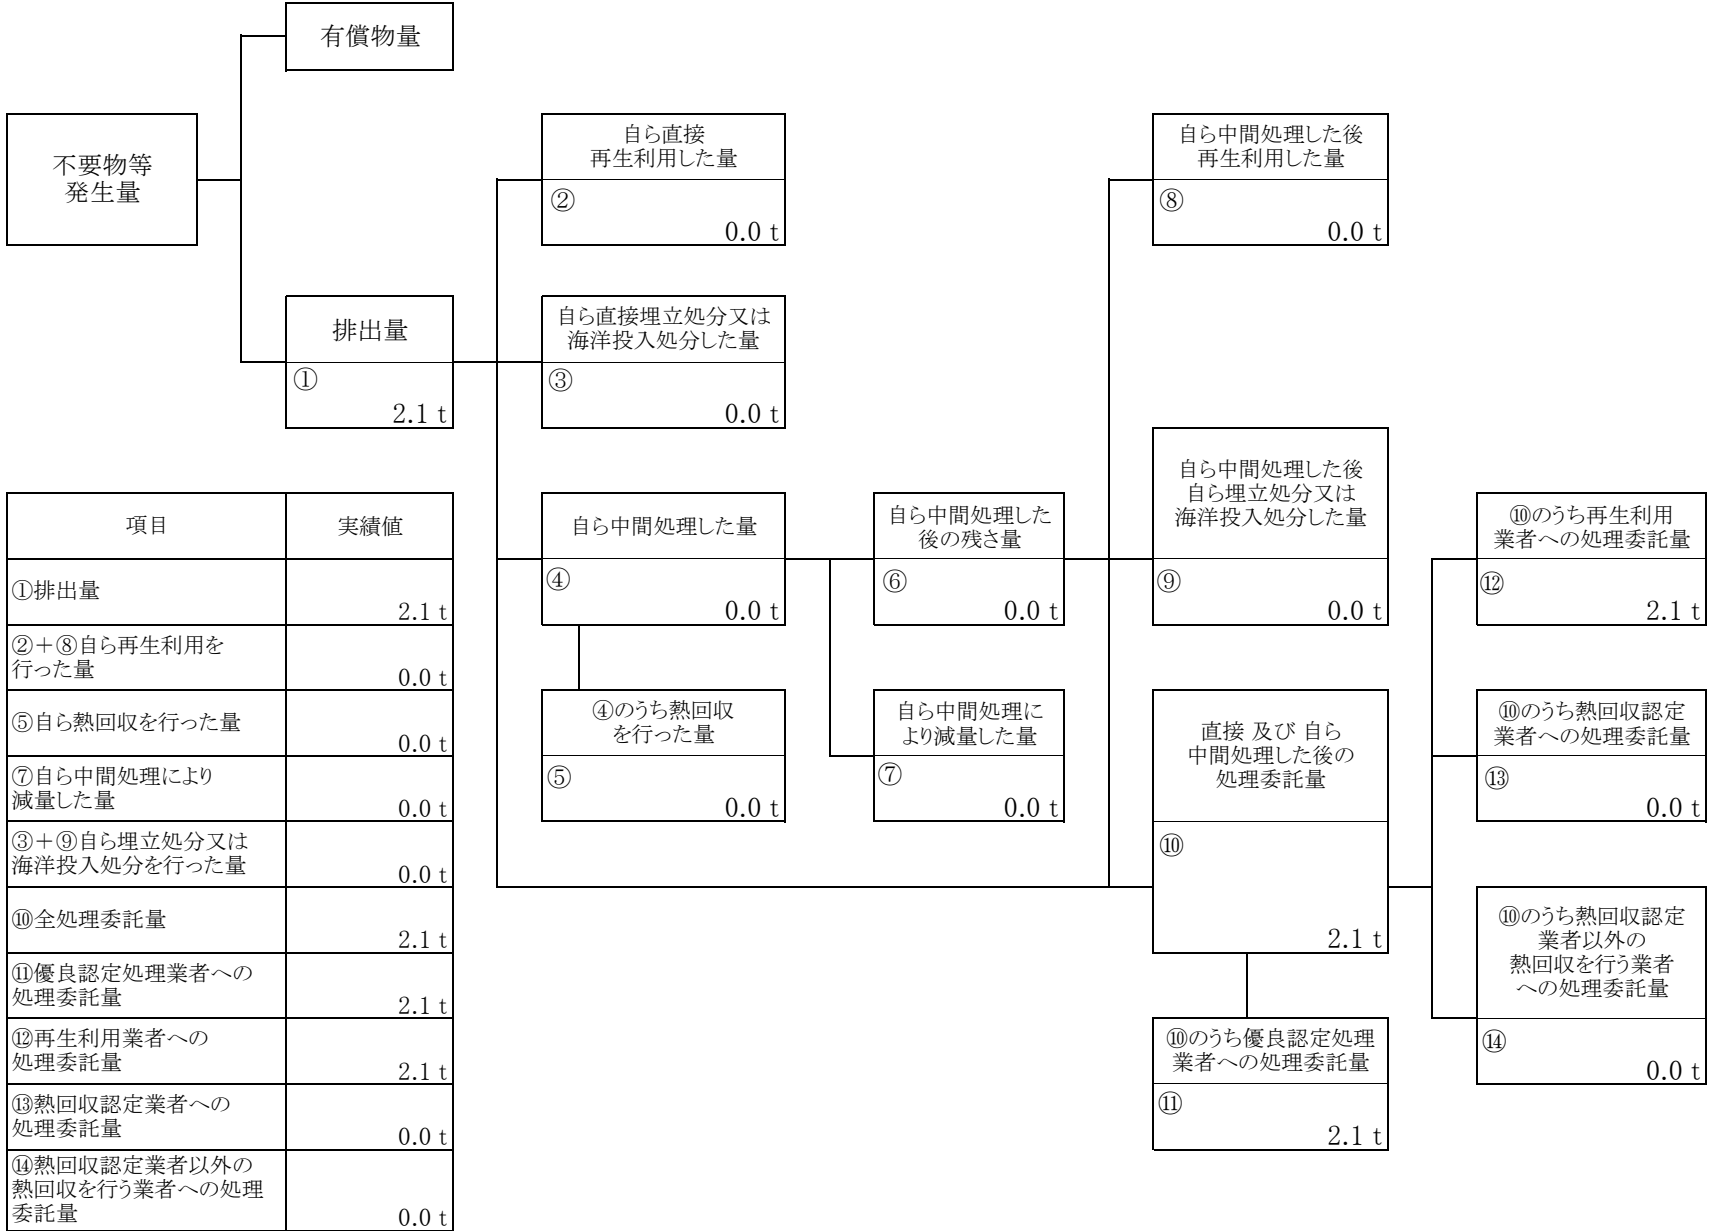 有償物量
不要物等
発生量
自ら直接
再生利用した量
②
0.0 t
自ら中間処理した後
再生利用した量
⑧
0.0 t
排出量
①
2.1 t
自ら直接埋立処分又は
海洋投入処分した量
③
0.0 t
自ら中間処理した量
④
0.0 t
自ら中間処理した
後の残さ量
⑥
0.0 t
自ら中間処理した後
自ら埋立処分又は
海洋投入処分した量
⑨
0.0 t
⑩のうち再生利用
業者への処理委託量
⑫
2.1 t
④のうち熱回収
を行った量
⑤
0.0 t
自ら中間処理に
より減量した量
⑦
0.0 t
直接 及び 自ら
中間処理した後の
処理委託量
⑩
2.1 t
⑩のうち熱回収認定
業者への処理委託量
⑬
0.0 t
⑩のうち熱回収認定
業者以外の
熱回収を行う業者
への処理委託量
⑭
0.0 t
⑩のうち優良認定処理
業者への処理委託量
⑪
2.1 t
項目 実績値
①排出量
2.1 t
②+⑧自ら再生利用を
行った量
0.0 t
⑤自ら熱回収を行った量
0.0 t
⑦自ら中間処理により
減量した量
0.0 t
③+⑨自ら埋立処分又は
海洋投入処分を行った量
0.0 t
⑩全処理委託量
2.1 t
⑪優良認定処理業者への
処理委託量
2.1 t
⑫再生利用業者への
処理委託量
2.1 t
⑬熱回収認定業者への
処理委託量
0.0 t
⑭熱回収認定業者以外の
熱回収を行う業者への処理
委託量
0.0 t